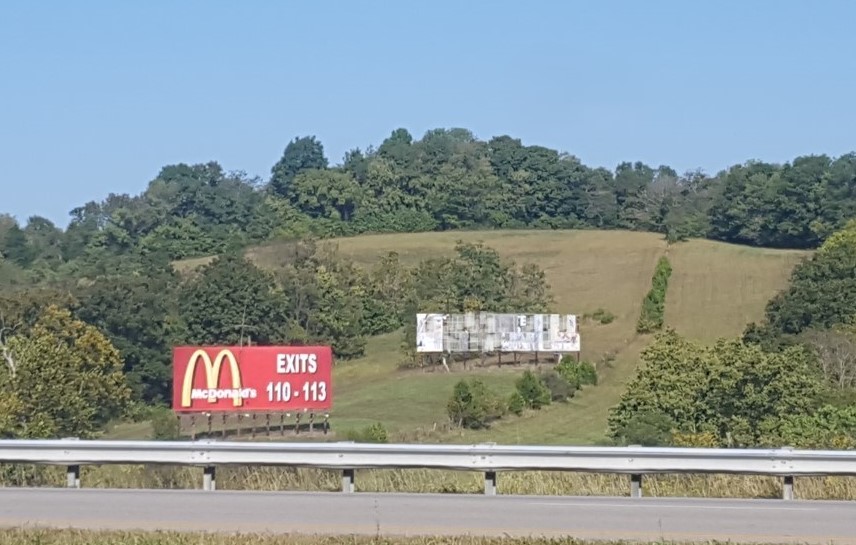 McDonald's
EXITS
110 - 113